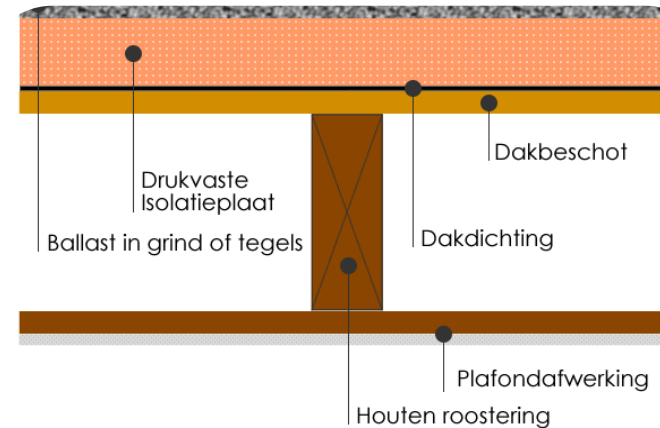 Dakbeschot
Drukvaste
Isolatieplaat
Ballast in grind of tegels
Dakdichting
Plafondafwerking
Houten roostering